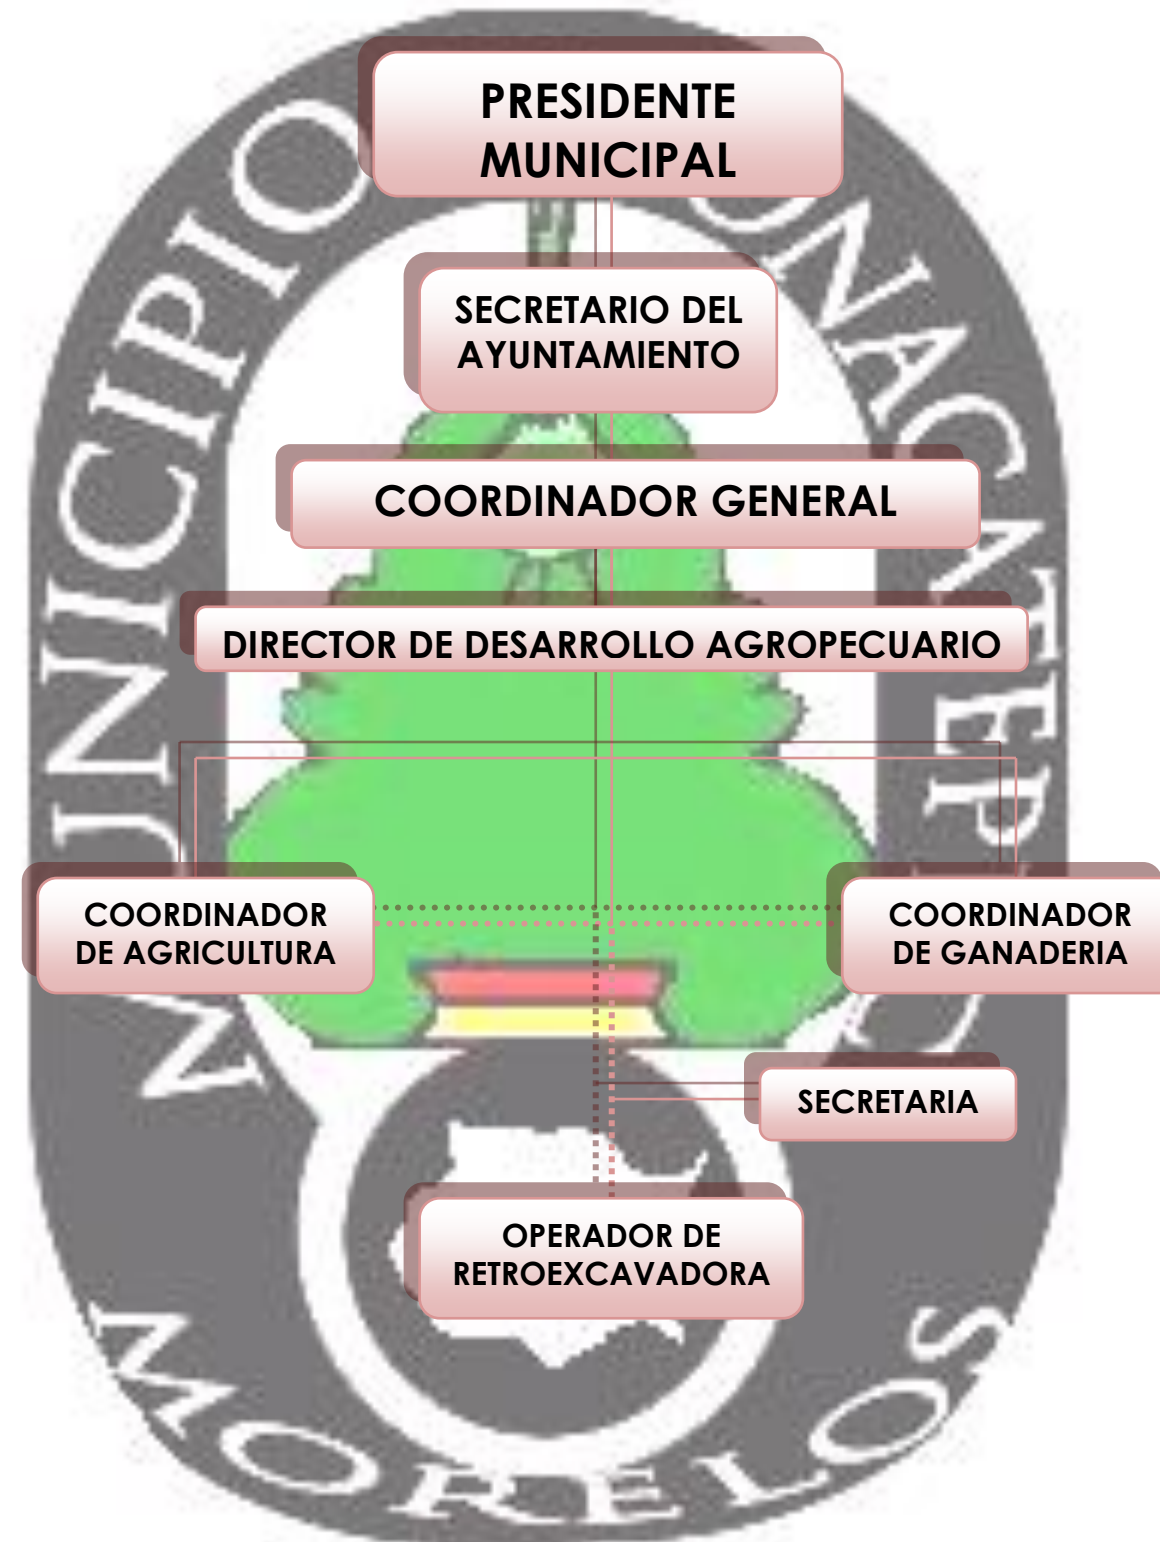 PRESIDENTE
MUNICIPAL
SECRETARIO DEL
AYUNTAMIENTO
COORDINADOR GENERAL
DIRECTOR DE DESARROLLO AGROPECUARIO
COORDINADOR
DE AGRICULTURA
COORDINADOR
DE GANADERIA
SECRETARIA
OPERADOR DE
RETROEXCAVADORA
MUNICIPIO
MORELOS